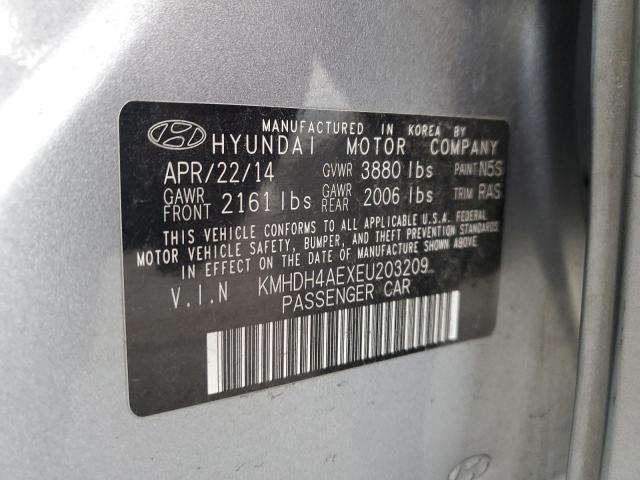 MANUFACTURED IN KOREA BY
HYUNDAI MOTOR COMPANY
APR/22/14 GVWR 3880 lbs PAINT N5S
GAWR FRONT 2161 lbs GAWR REAR 2006 lbs TRIM RAS
THIS VEHICLE CONFORMS TO ALL APPLICABLE U.S.A. FEDERAL
MOTOR VEHICLE SAFETY, BUMPER, AND THEFT PREVENTION STANDARDS
IN EFFECT ON THE DATE OF MANUFACTURE SHOWN ABOVE.
V.I.N KMHDH4AEXEU203209
PASSENGER CAR